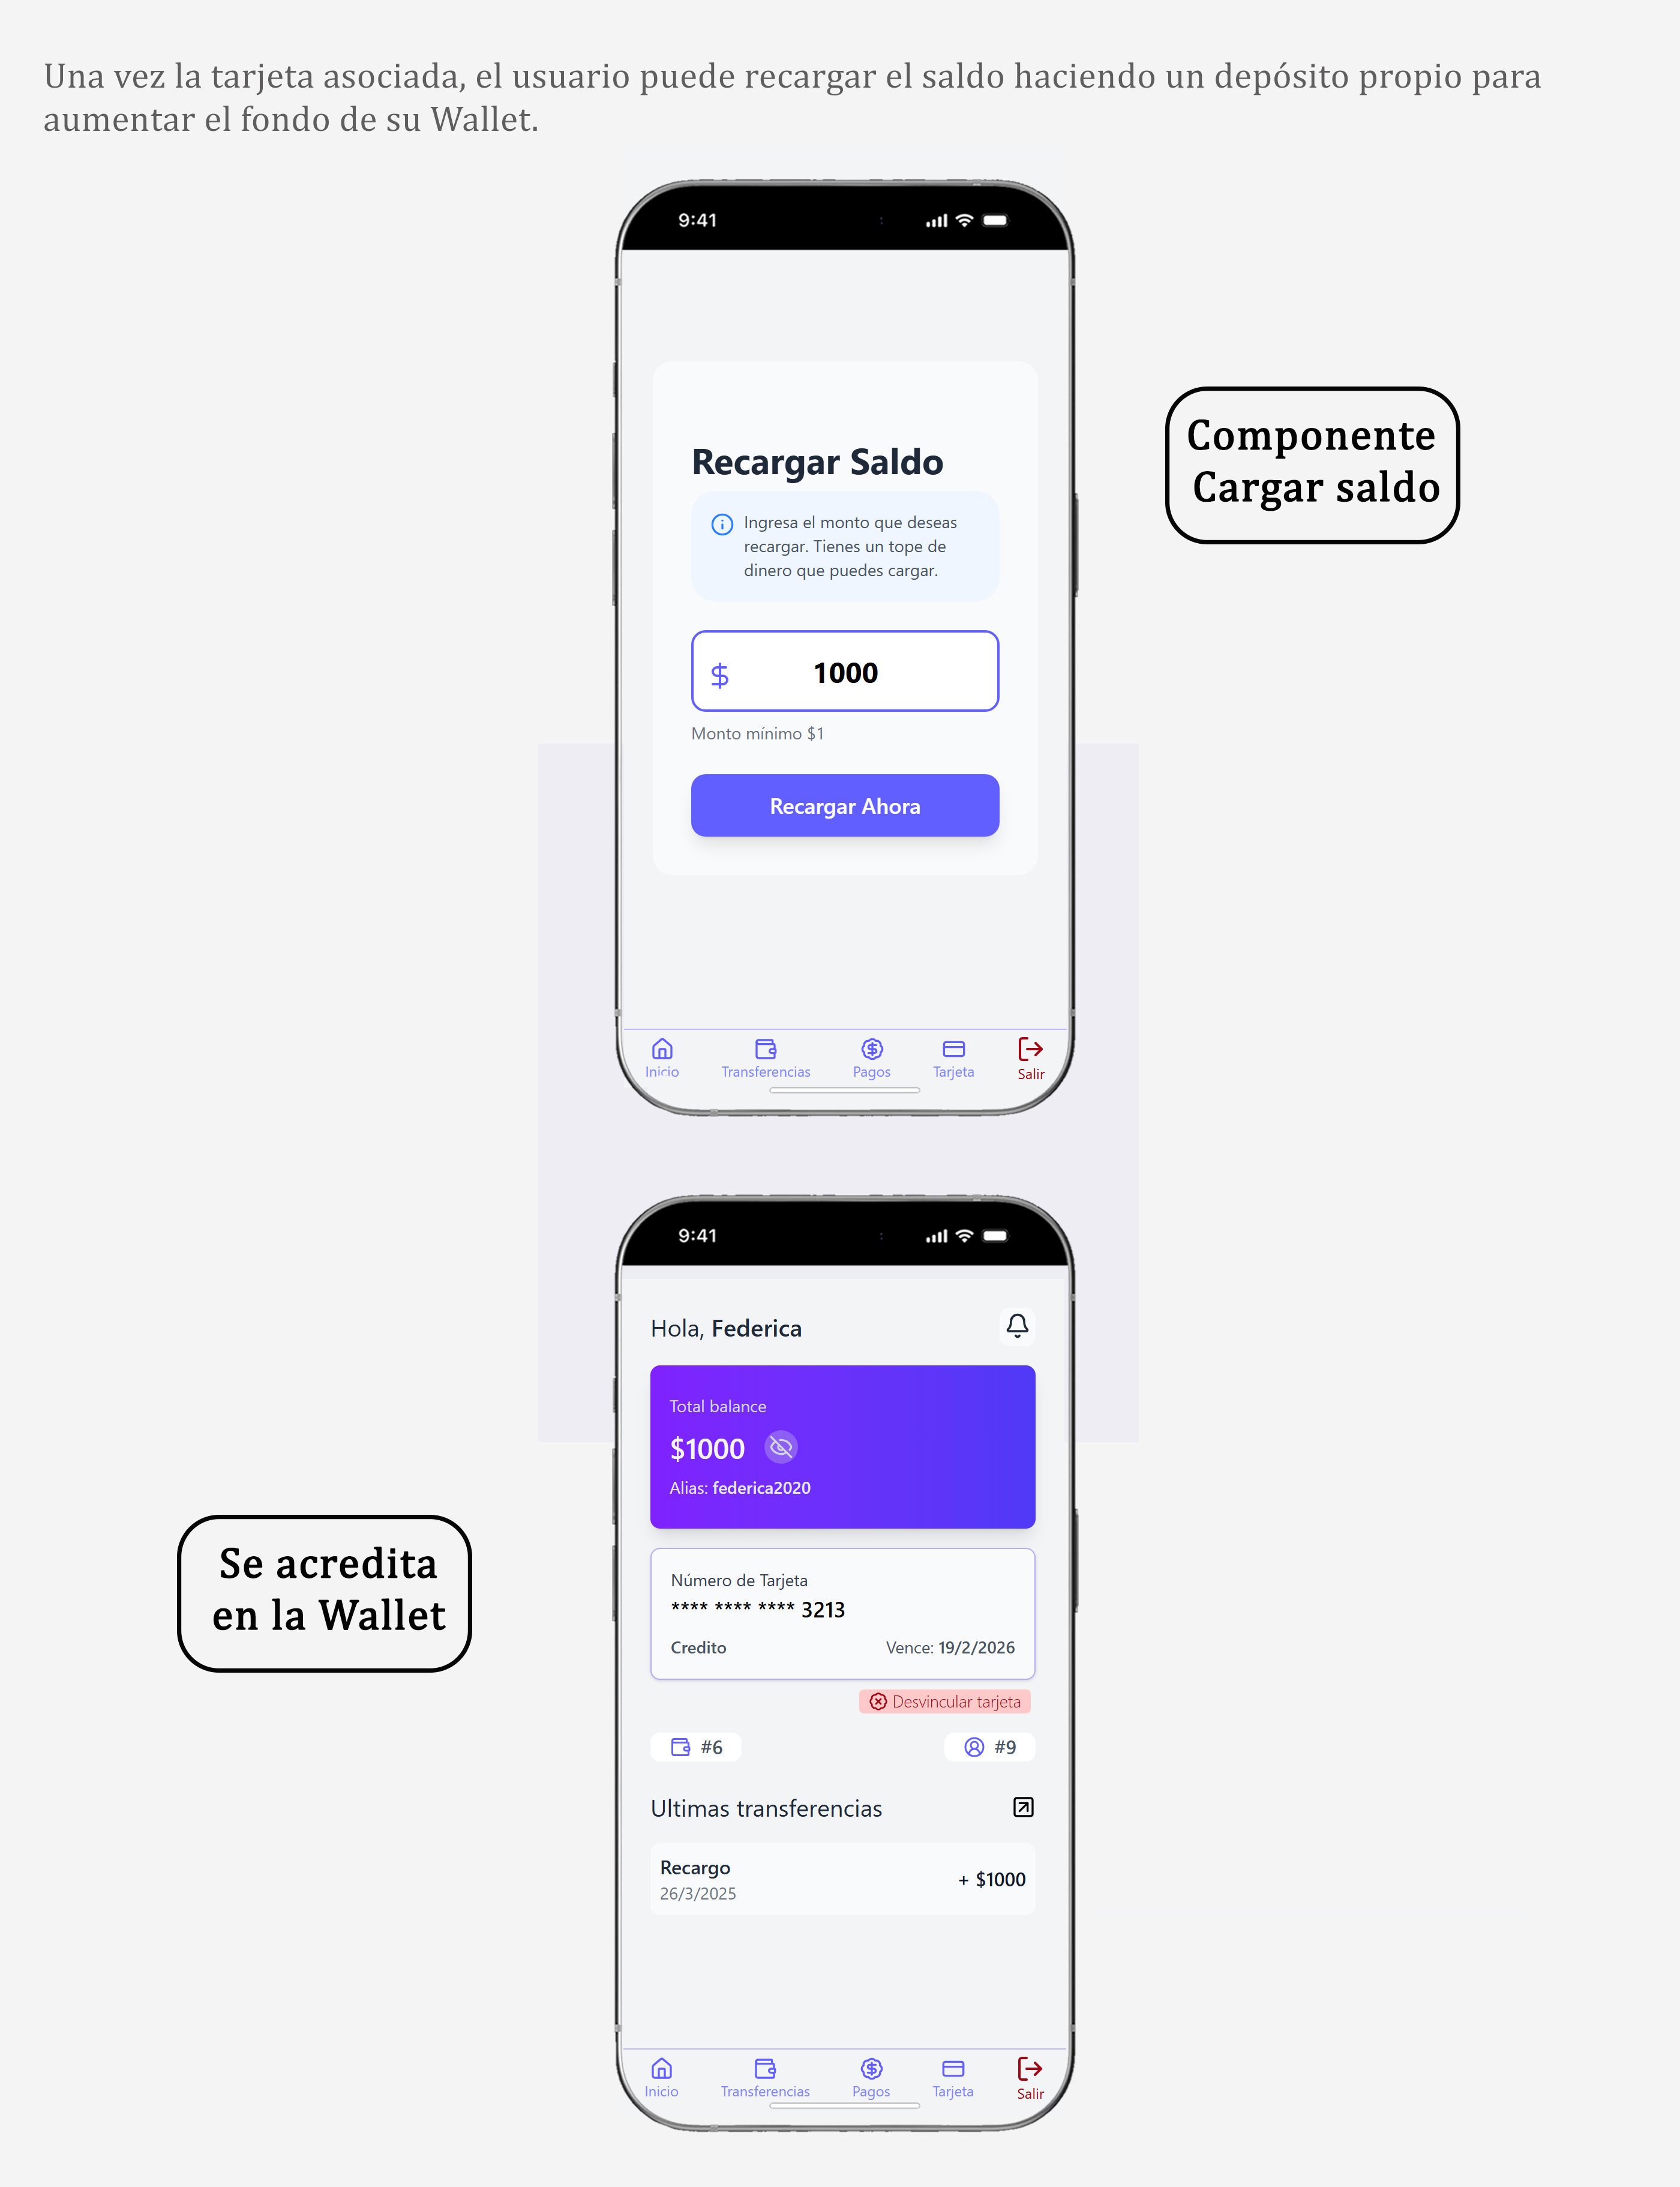 Una vez la tarjeta asociada, el usuario puede recargar el saldo haciendo un depósito propio para
aumentar el fondo de su Wallet.
9:41
Recargar Saldo
Ingresa el monto que deseas
recargar. Tienes un tope de
dinero que puedes cargar.
$ 1000
Monto mínimo $1
Recargar Ahora
Inicio Transferencias Pagos Tarjeta Salir
Componente
Cargar saldo
9:41
Hola, Federica
Total balance
$1000
Alias: federica2020
Número de Tarjeta
**** **** **** 3213
Credito Vence: 19/2/2026
Desvincular tarjeta
#6 #9
Ultimas transferencias
Recargo
26/3/2025
+ $1000
Inicio Transferencias Pagos Tarjeta Salir
Se acredita
en la Wallet